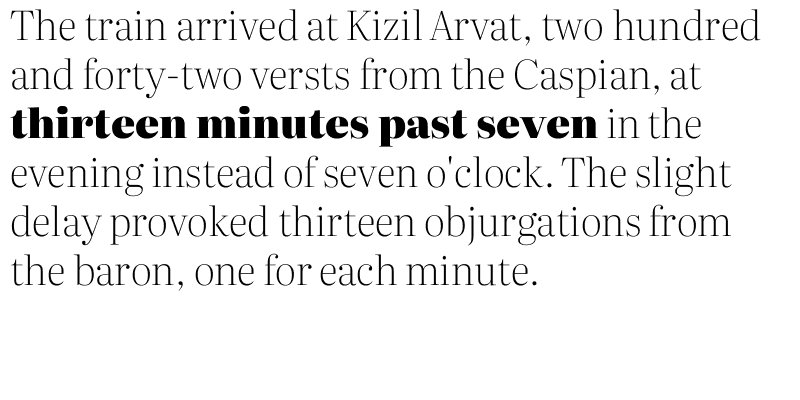 The train arrived at Kizil Arvat, two hundred
and forty-two versts from the Caspian, at
thirteen minutes past seven in the
evening instead of seven o'clock. The slight
delay provoked thirteen objurgations from
the baron, one for each minute.